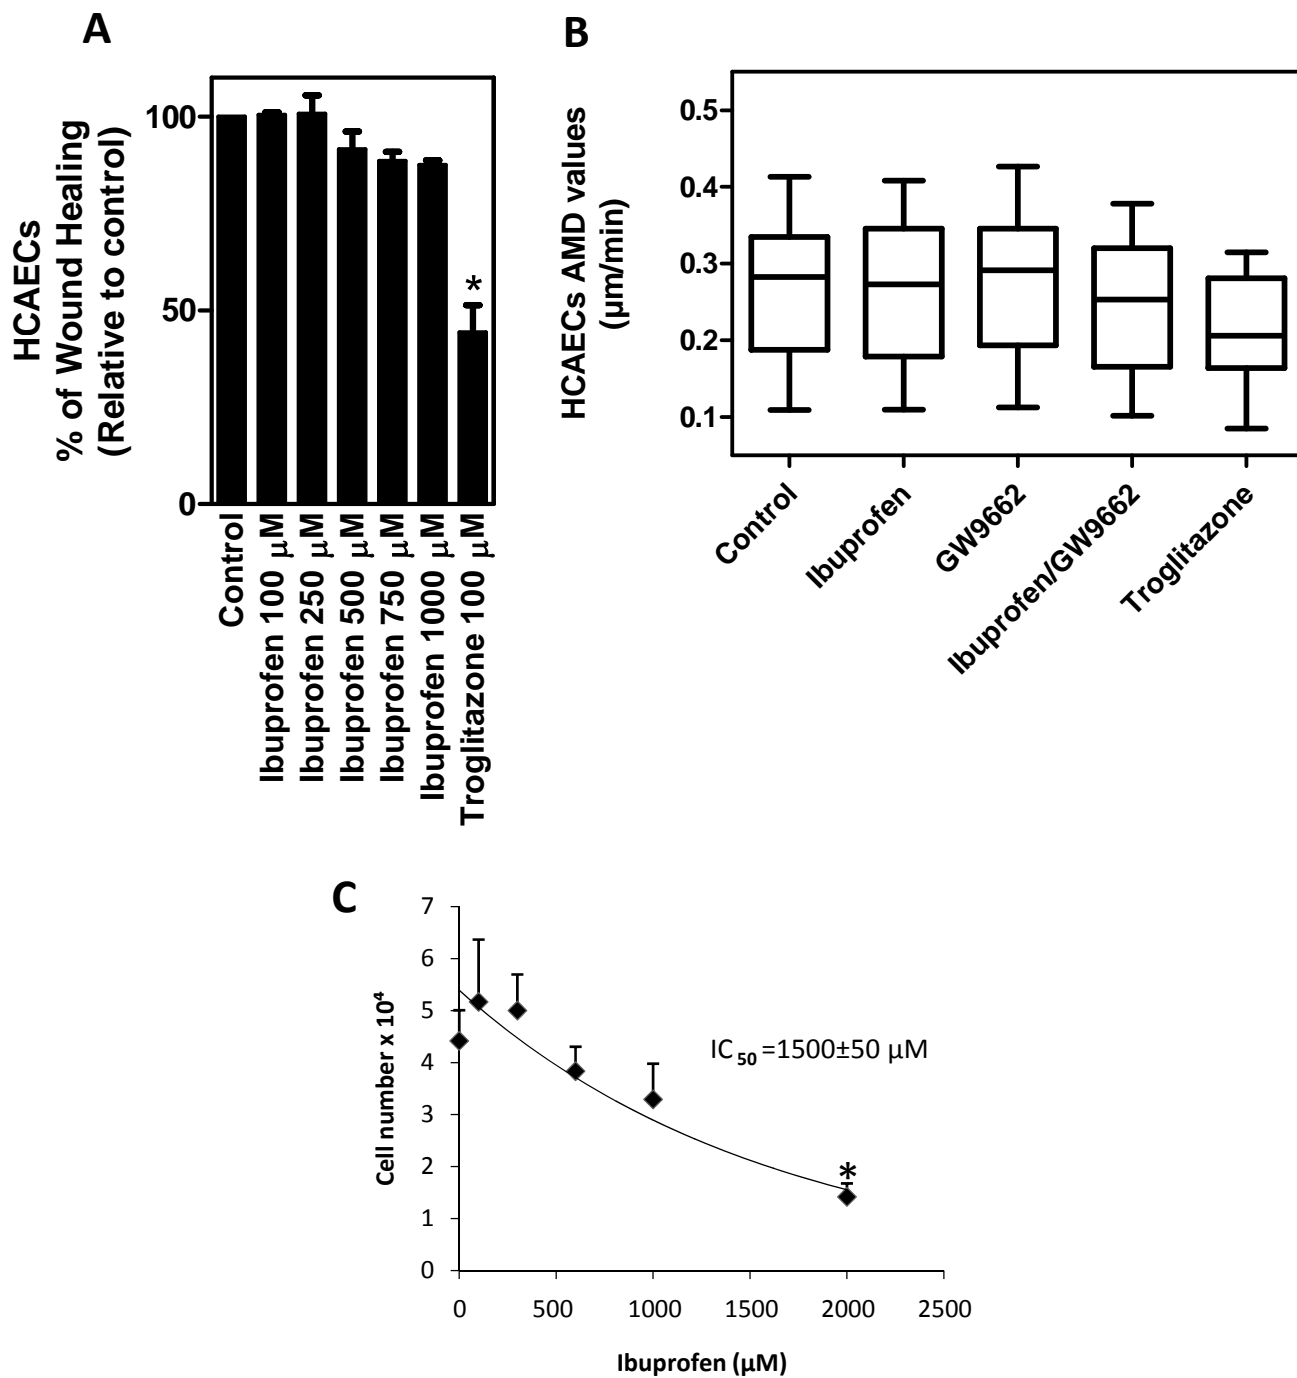 A
HCAECs
% of Wound Healing
(Relative to control)
100
50
0
*
Control
Ibuprofen 100 µM
Ibuprofen 250 µM
Ibuprofen 500 µM
Ibuprofen 750 µM
Ibuprofen 1000 µM
Troglitazone 100 µM
B
HCAECs AMD values
(µm/min)
0.5
0.4
0.3
0.2
0.1
Control
Ibuprofen
GW9662
Ibuprofen/GW9662
Troglitazone
C
Cell number x 10⁴
7
6
5
4
3
2
1
0
IC 50 =1500±50 µM
*
0 500 1000 1500 2000 2500
Ibuprofen (µM)